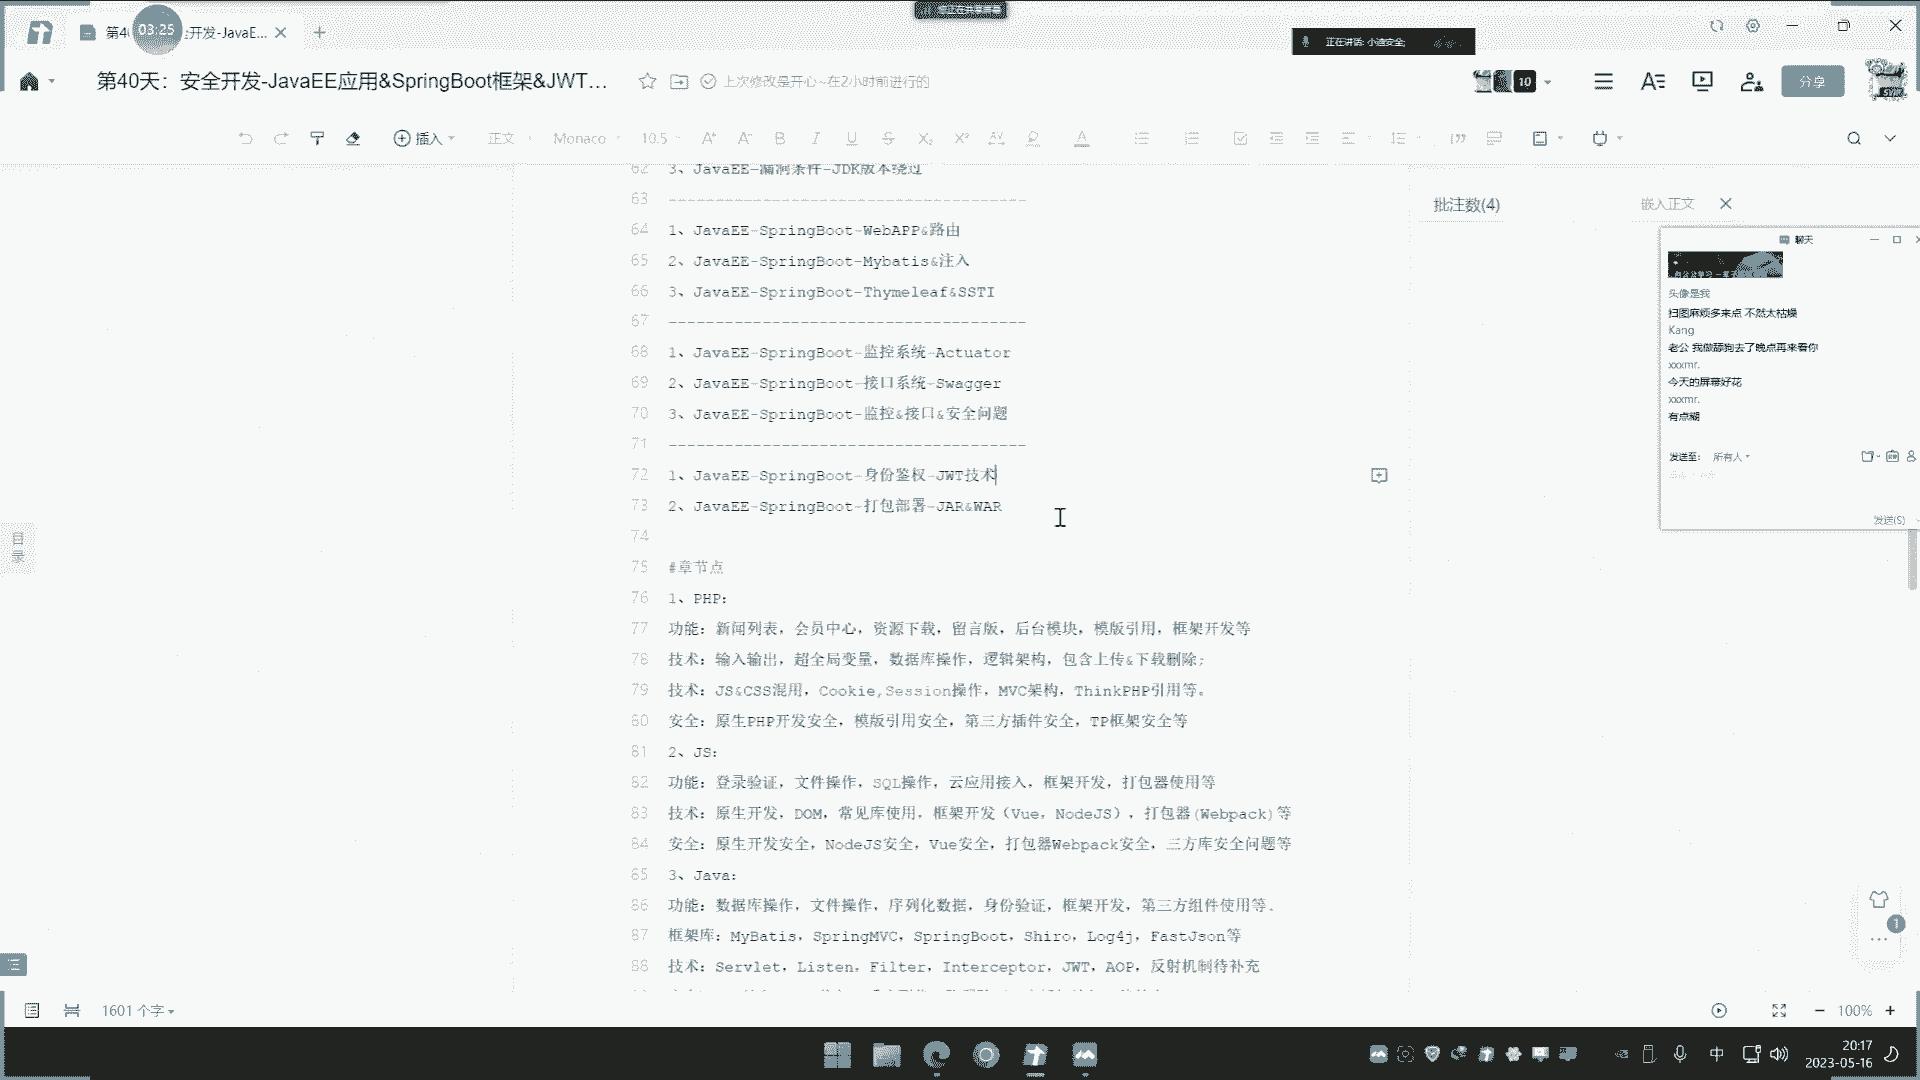 第4
03:25
:开发-JavaE...
您正在共享屏幕
正在讲话: 小迪安全;
第40天：安全开发-JavaEE应用&SpringBoot框架&JWT...
上次修改是开心~在2小时前进行的
10
分享
插入
正文
Monaco
10.5
62 3、JavaEE-漏洞条件-JDK版本绕过
63 --------------------------------------
64 1、JavaEE-SpringBoot-WebAPP&路由
65 2、JavaEE-SpringBoot-Mybatis&注入
66 3、JavaEE-SpringBoot-Thymeleaf&SSTI
67 --------------------------------------
68 1、JavaEE-SpringBoot-监控系统-Actuator
69 2、JavaEE-SpringBoot-接口系统-Swagger
70 3、JavaEE-SpringBoot-监控&接口&安全问题
71 --------------------------------------
72 1、JavaEE-SpringBoot-身份鉴权-JWT技术
73 2、JavaEE-SpringBoot-打包部署-JAR&WAR
74
75 #章节点
76 1、PHP：
77 功能：新闻列表，会员中心，资源下载，留言版，后台模块，模版引用，框架开发等
78 技术：输入输出，超全局变量，数据库操作，逻辑架构，包含上传&下载删除；
79 技术：JS&CSS混用，Cookie,Session操作，MVC架构，ThinkPHP引用等。
80 安全：原生PHP开发安全，模版引用安全，第三方插件安全，TP框架安全等
81 2、JS：
82 功能：登录验证，文件操作，SQL操作，云应用接入，框架开发，打包器使用等
83 技术：原生开发，DOM，常见库使用，框架开发（Vue，NodeJS），打包器(Webpack)等
84 安全：原生开发安全，NodeJS安全，Vue安全，打包器Webpack安全，三方库安全问题等
85 3、Java：
86 功能：数据库操作，文件操作，序列化数据，身份验证，框架开发，第三方组件使用等.
87 框架库：MyBatis，SpringMVC，SpringBoot，Shiro，Log4j，FastJson等
88 技术：Servlet，Listen，Filter，Interceptor，JWT，AOP，反射机制待补充
批注数(4)
嵌入正文
聊天
头像是我
扫图麻烦多来点 不然太枯燥
Kang
老公 我做舔狗去了晚点再来看你
xxxmr.
今天的屏幕好花
xxxmr.
有点糊
发送至: 所有人
发送(S)
目
录
1
1601 个字
100%
中
20:17
2023-05-16